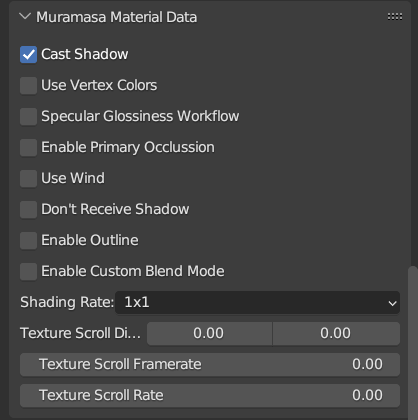 Muramasa Material Data
Cast Shadow
Use Vertex Colors
Specular Glossiness Workflow
Enable Primary Occlussion
Use Wind
Don't Receive Shadow
Enable Outline
Enable Custom Blend Mode
Shading Rate: 1x1
Texture Scroll Di... 0.00 0.00
Texture Scroll Framerate 0.00
Texture Scroll Rate 0.00